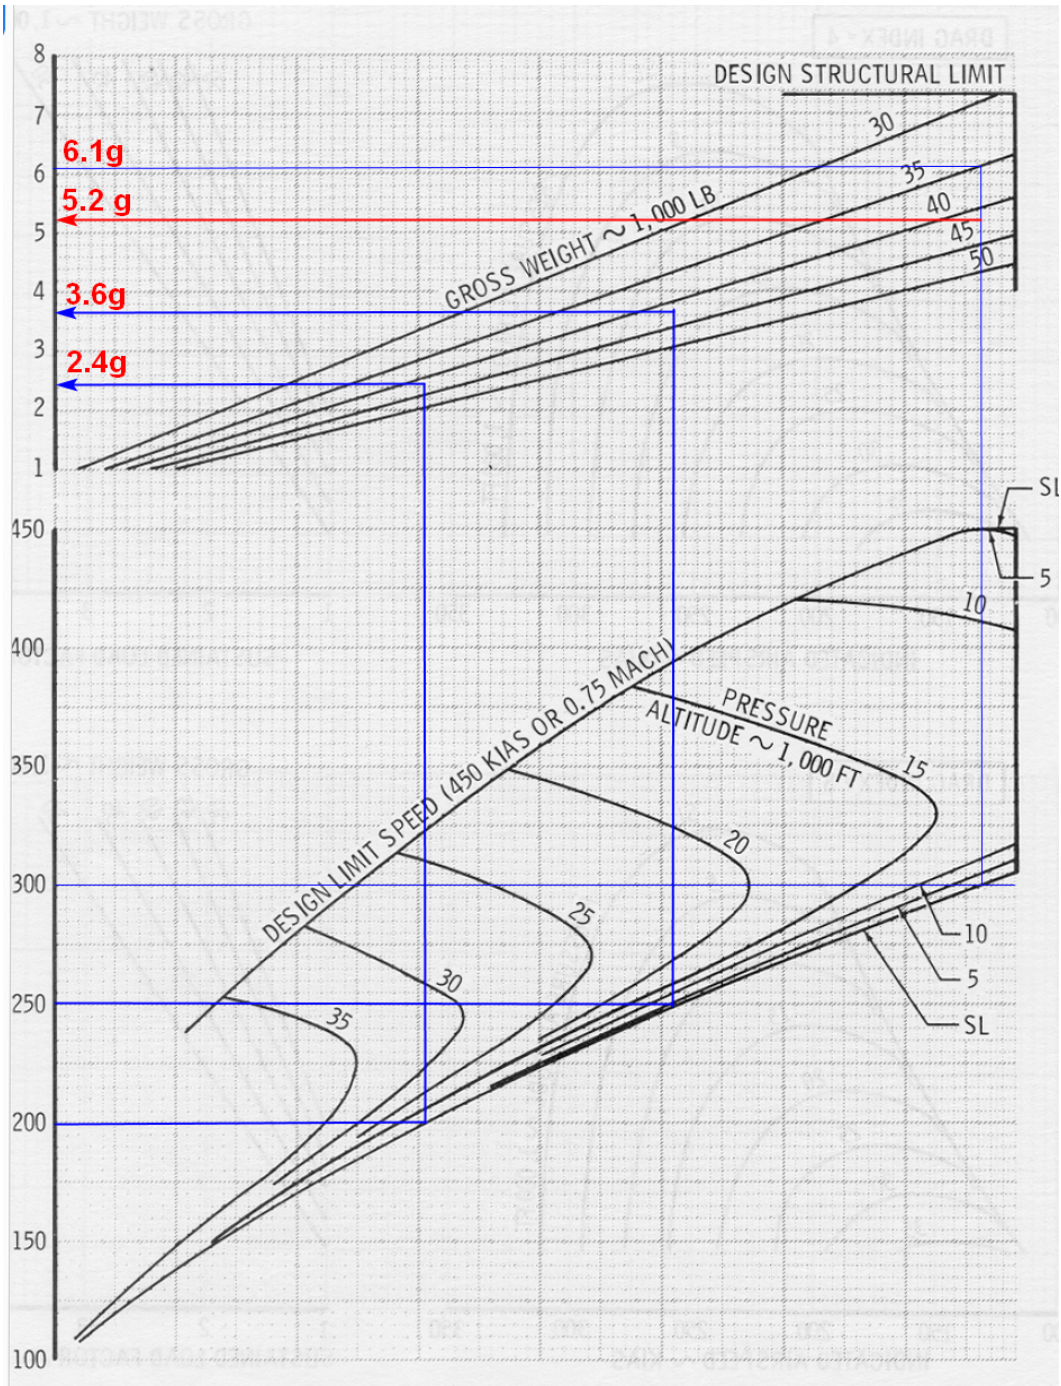 8
DESIGN STRUCTURAL LIMIT
7
30
6.1g
6
35
5.2 g
40
5
45
GROSS WEIGHT ~ 1,000 LB
50
4
3.6g
3
2.4g
2
1
SL
450
5
10
400
DESIGN LIMIT SPEED (450 KIAS OR 0.75 MACH)
PRESSURE
ALTITUDE ~ 1,000 FT
15
350
20
300
25
10
30
5
250
35
SL
200
150
100